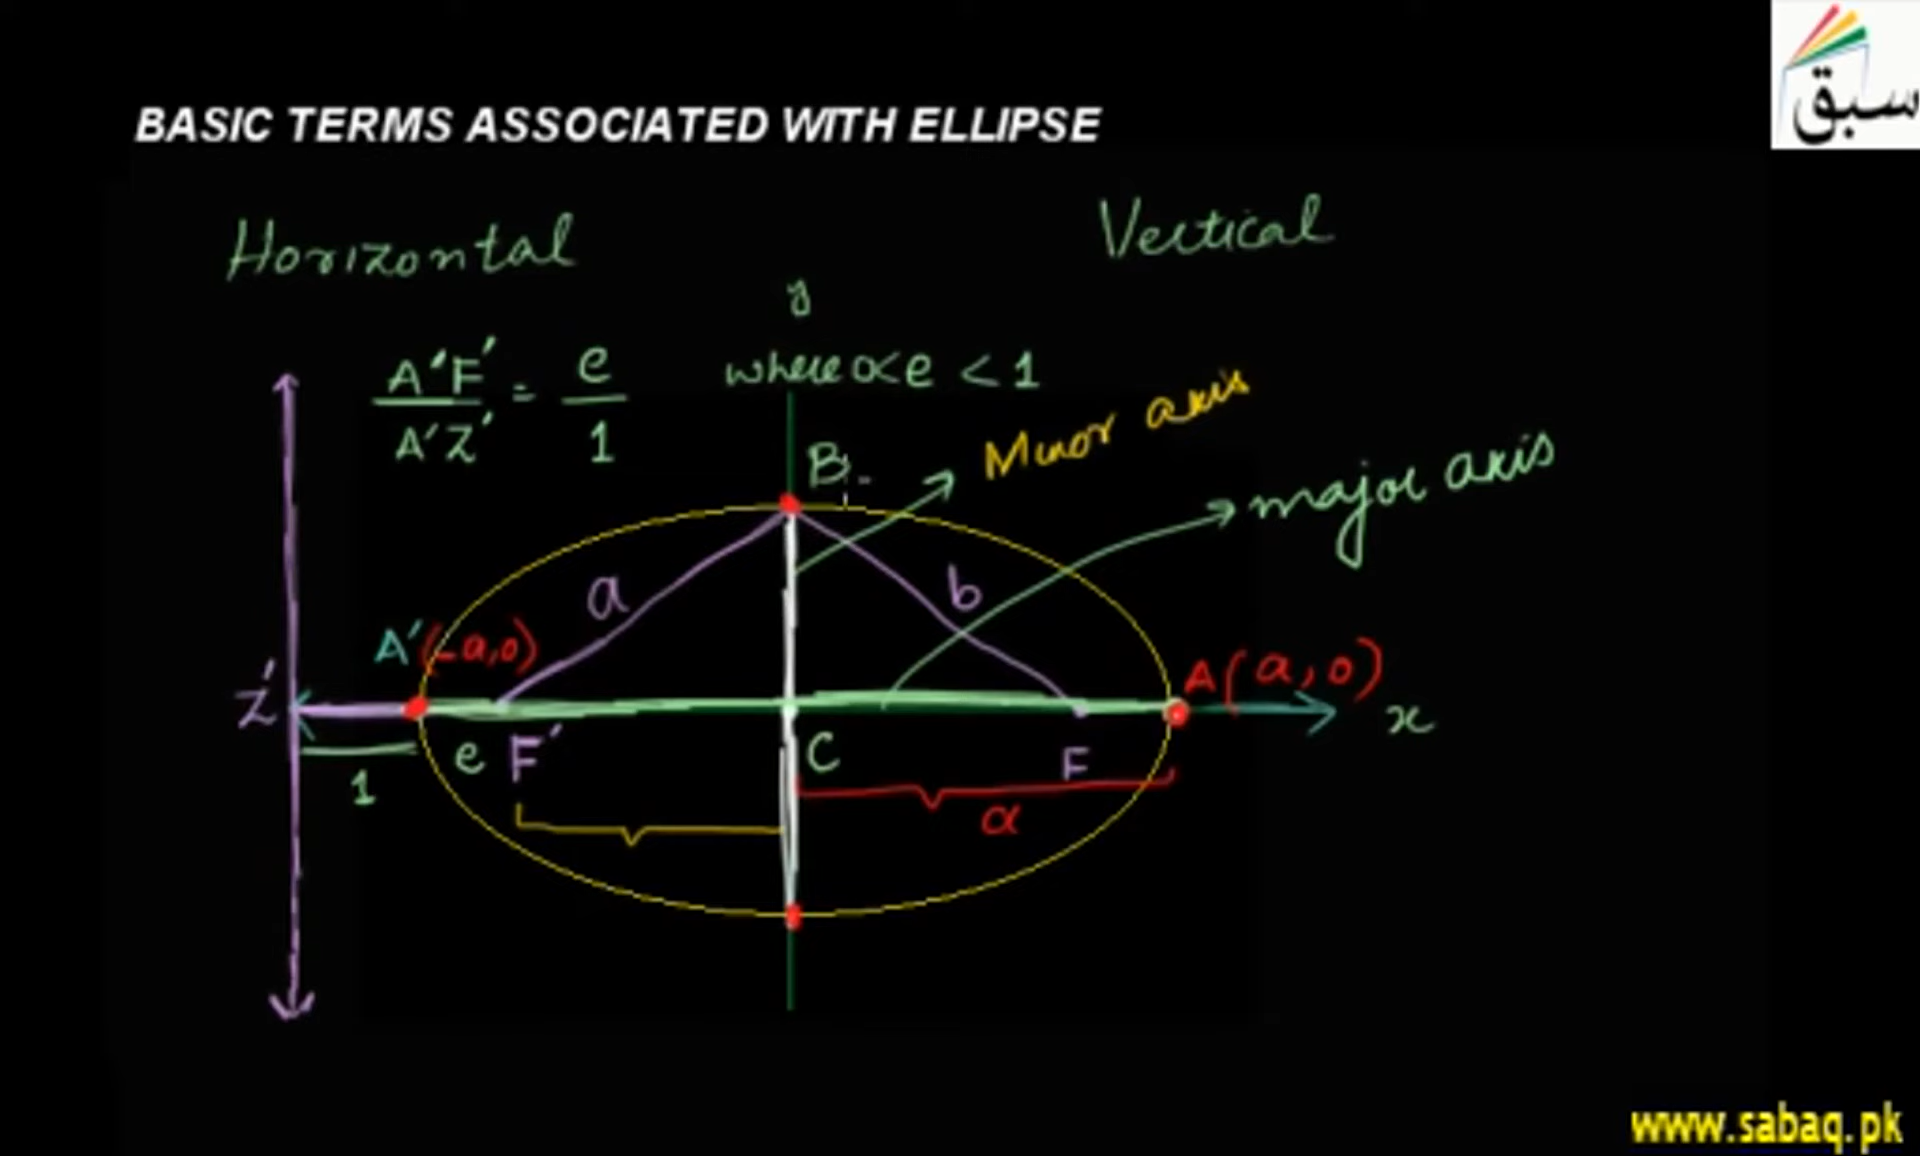 سبق
BASIC TERMS ASSOCIATED WITH ELLIPSE
Horizontal
Vertical
y
A'F' / A'Z' = e / 1
where o<e < 1
Minor axis
B
major axis
a
b
A'(-a,0)
A(a,0)
Z'
x
e F'
C
F
1
a
www.sabaq.pk